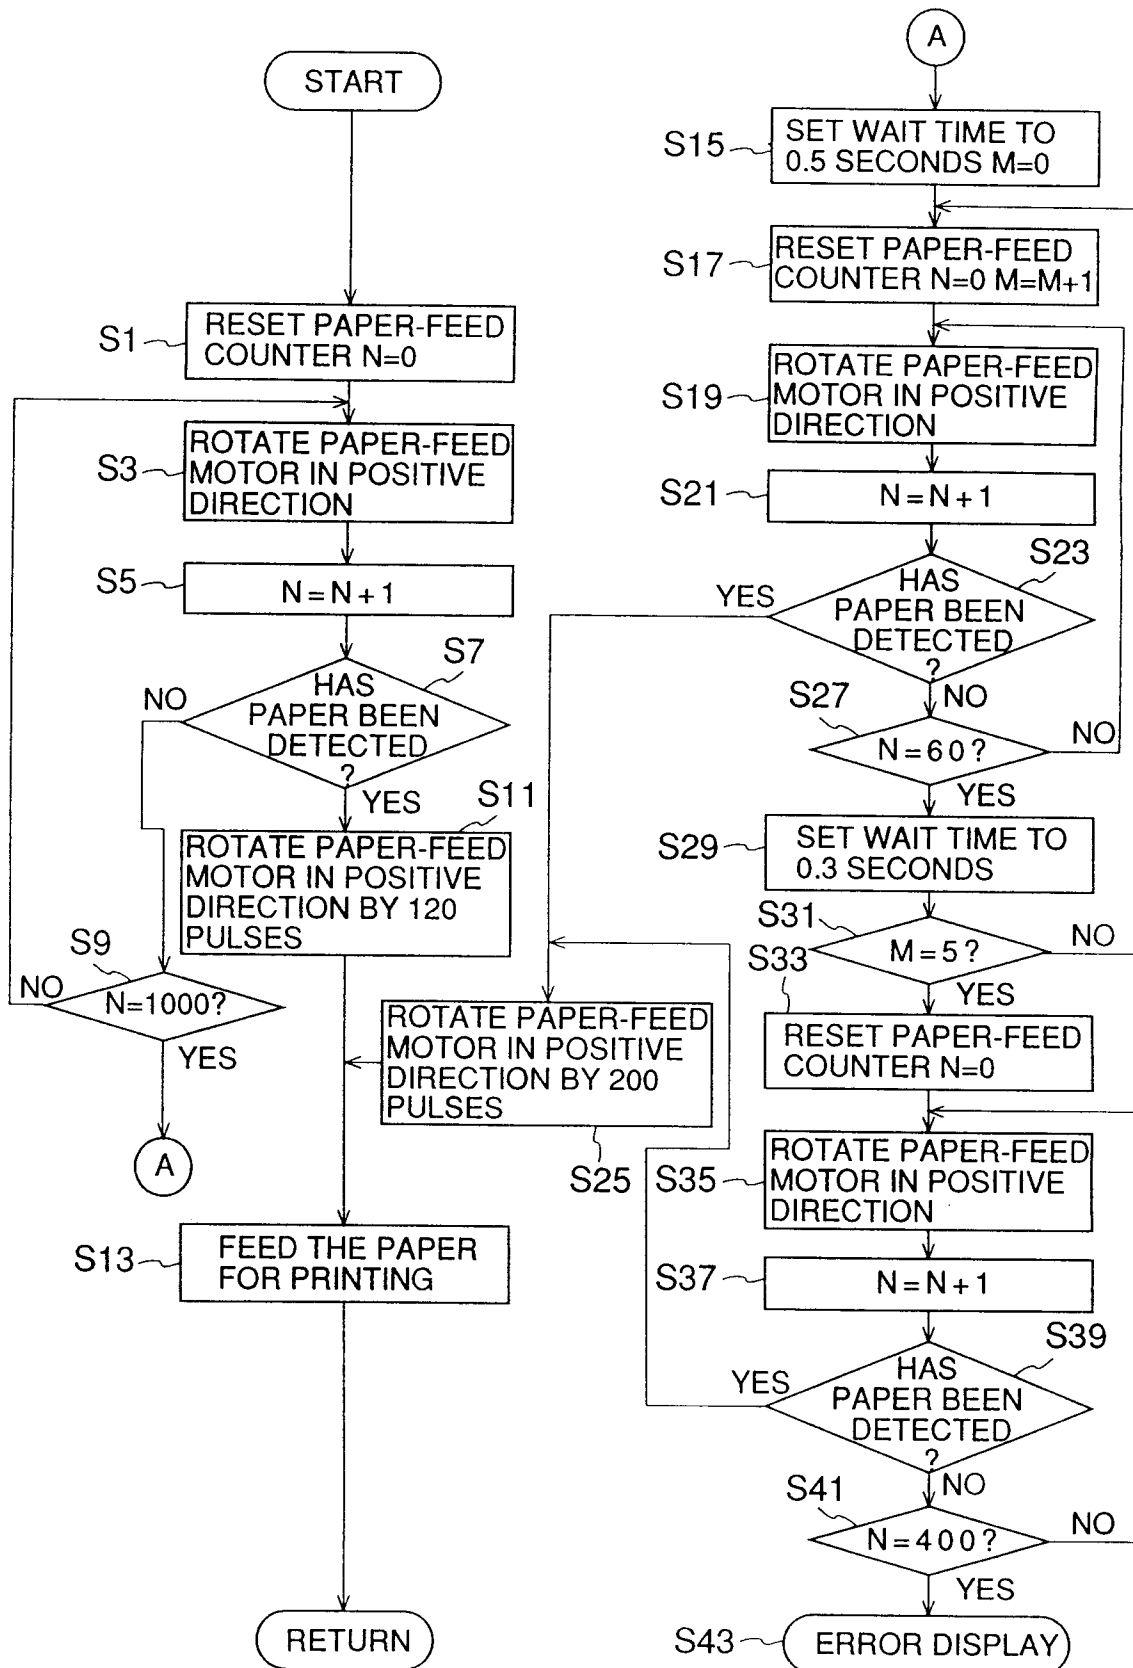 START
S1
RESET PAPER-FEED
COUNTER N=0
S3
ROTATE PAPER-FEED
MOTOR IN POSITIVE
DIRECTION
S5
N=N+1
S7
HAS
PAPER BEEN
DETECTED
?
NO
YES
S11
ROTATE PAPER-FEED
MOTOR IN POSITIVE
DIRECTION BY 120
PULSES
S9
N=1000?
NO
YES
A
ROTATE PAPER-FEED
MOTOR IN POSITIVE
DIRECTION BY 200
PULSES
S25
S13
FEED THE PAPER
FOR PRINTING
RETURN
A
S15
SET WAIT TIME TO
0.5 SECONDS M=0
S17
RESET PAPER-FEED
COUNTER N=0 M=M+1
S19
ROTATE PAPER-FEED
MOTOR IN POSITIVE
DIRECTION
S21
N=N+1
S23
YES
HAS
PAPER BEEN
DETECTED
?
NO
S27
N=60?
NO
YES
S29
SET WAIT TIME TO
0.3 SECONDS
S31
M=5?
NO
YES
S33
RESET PAPER-FEED
COUNTER N=0
S35
ROTATE PAPER-FEED
MOTOR IN POSITIVE
DIRECTION
S37
N=N+1
S39
YES
HAS
PAPER BEEN
DETECTED
?
NO
S41
N=400?
NO
YES
S43
ERROR DISPLAY